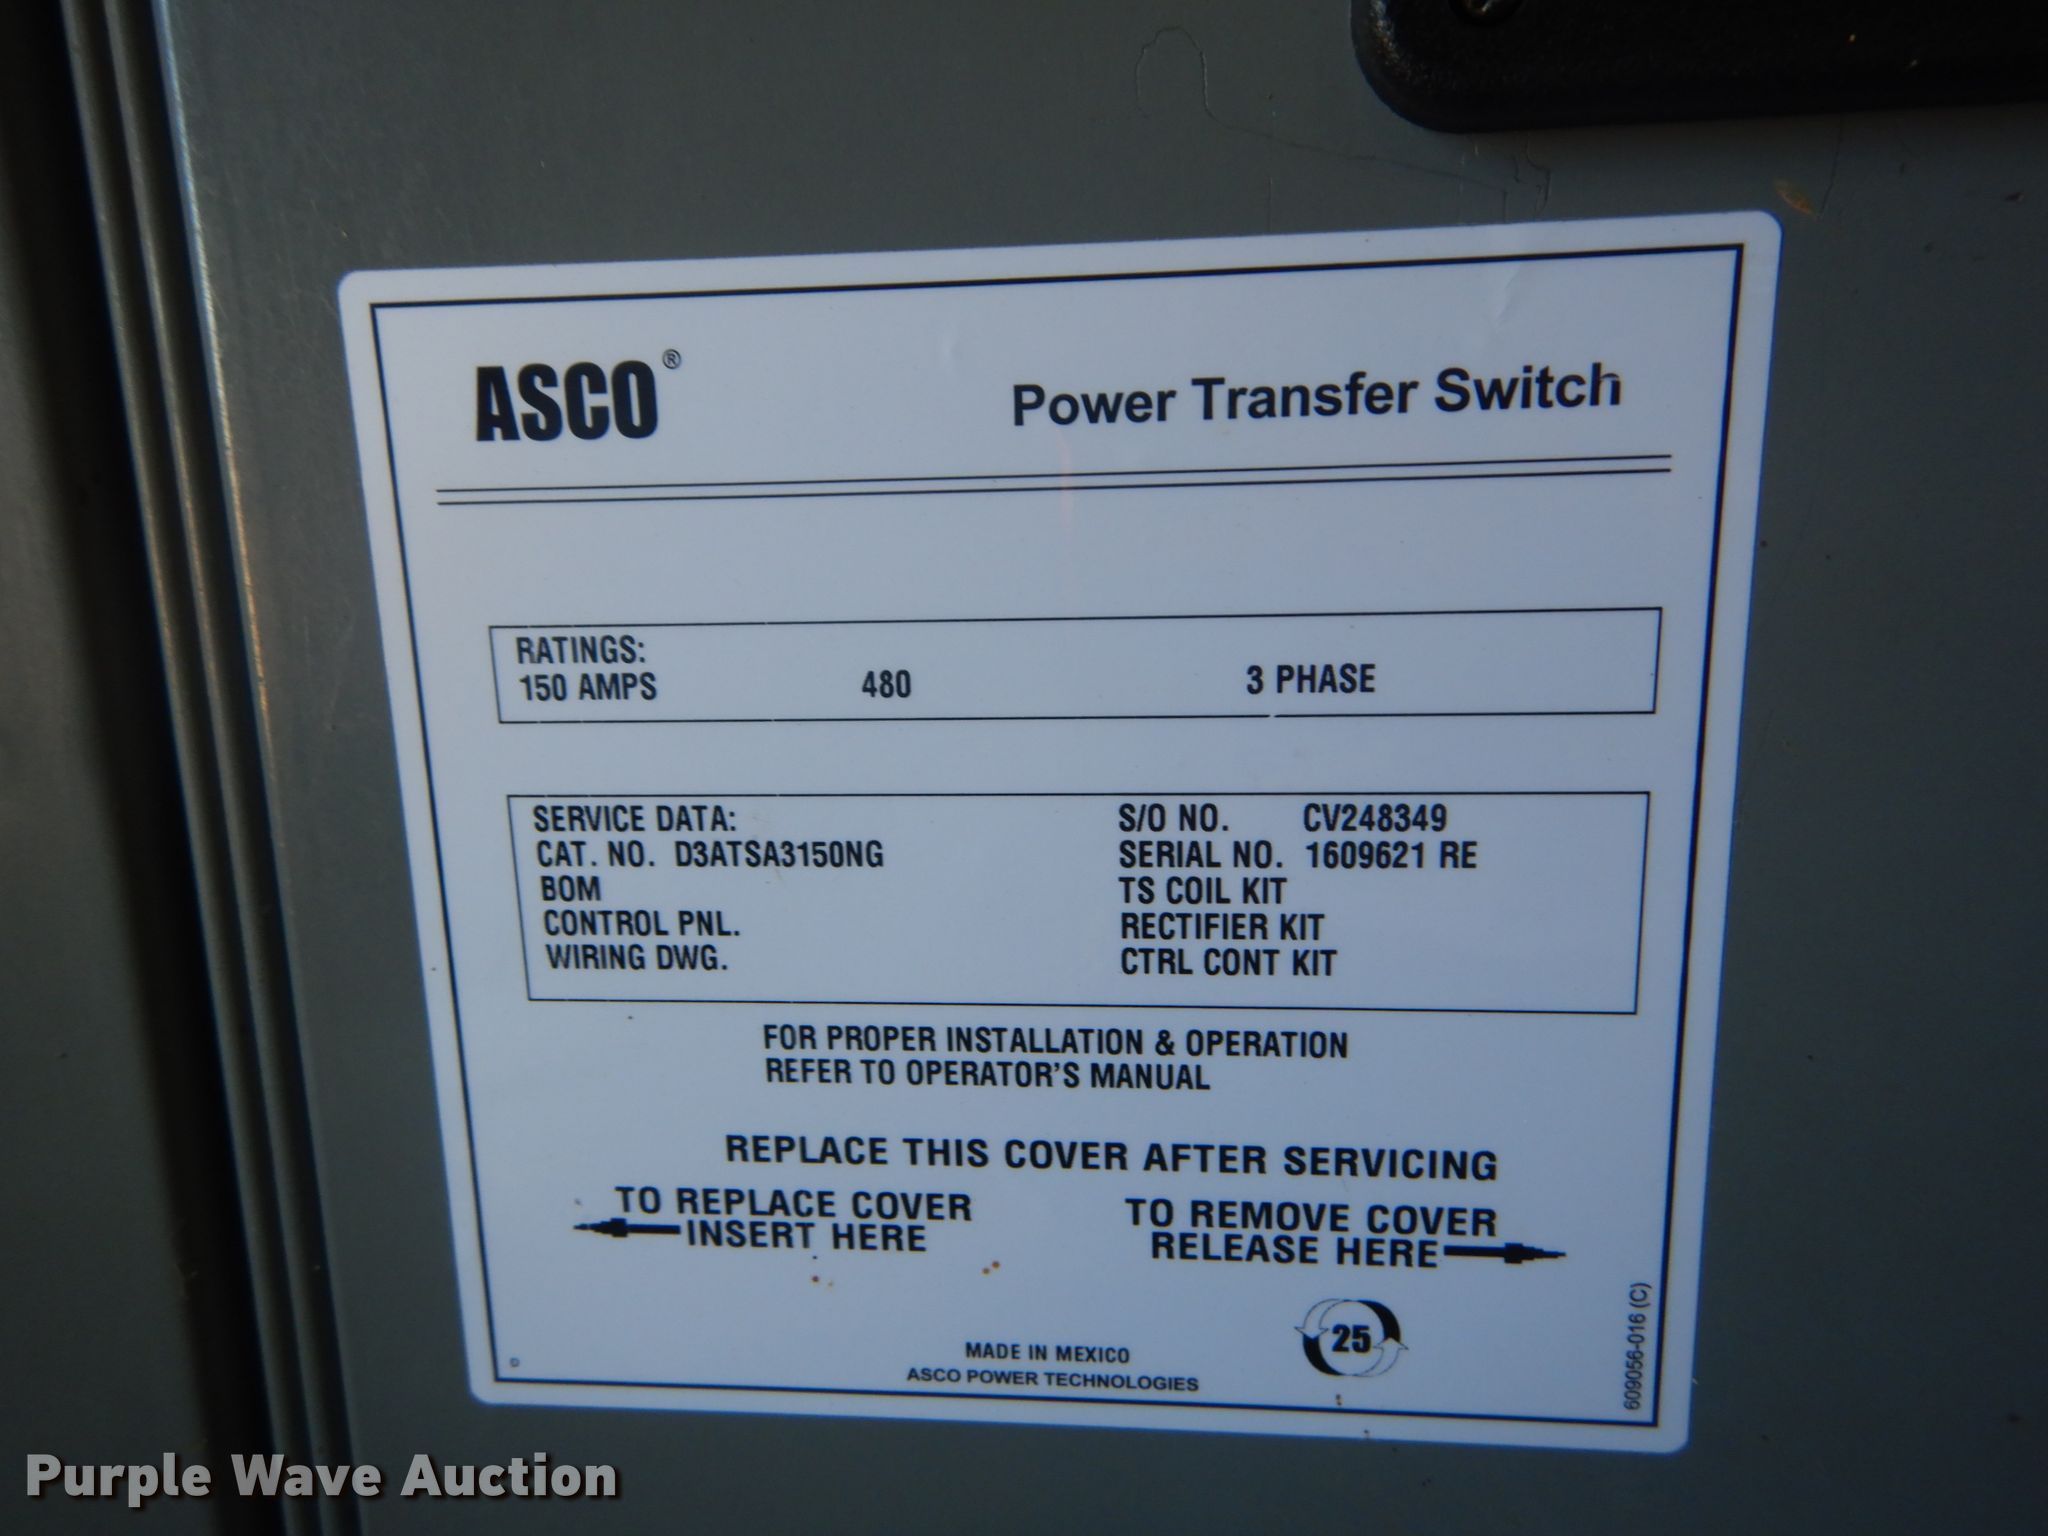 ASCO®
Power Transfer Switch
RATINGS:
150 AMPS 480 3 PHASE
SERVICE DATA:
CAT. NO. D3ATSA3150NG
BOM
CONTROL PNL.
WIRING DWG.
S/O NO. CV248349
SERIAL NO. 1609621 RE
TS COIL KIT
RECTIFIER KIT
CTRL CONT KIT
FOR PROPER INSTALLATION & OPERATION
REFER TO OPERATOR'S MANUAL
REPLACE THIS COVER AFTER SERVICING
TO REPLACE COVER
INSERT HERE
TO REMOVE COVER
RELEASE HERE
25
MADE IN MEXICO
ASCO POWER TECHNOLOGIES
609056-016 (C)
Purple Wave Auction